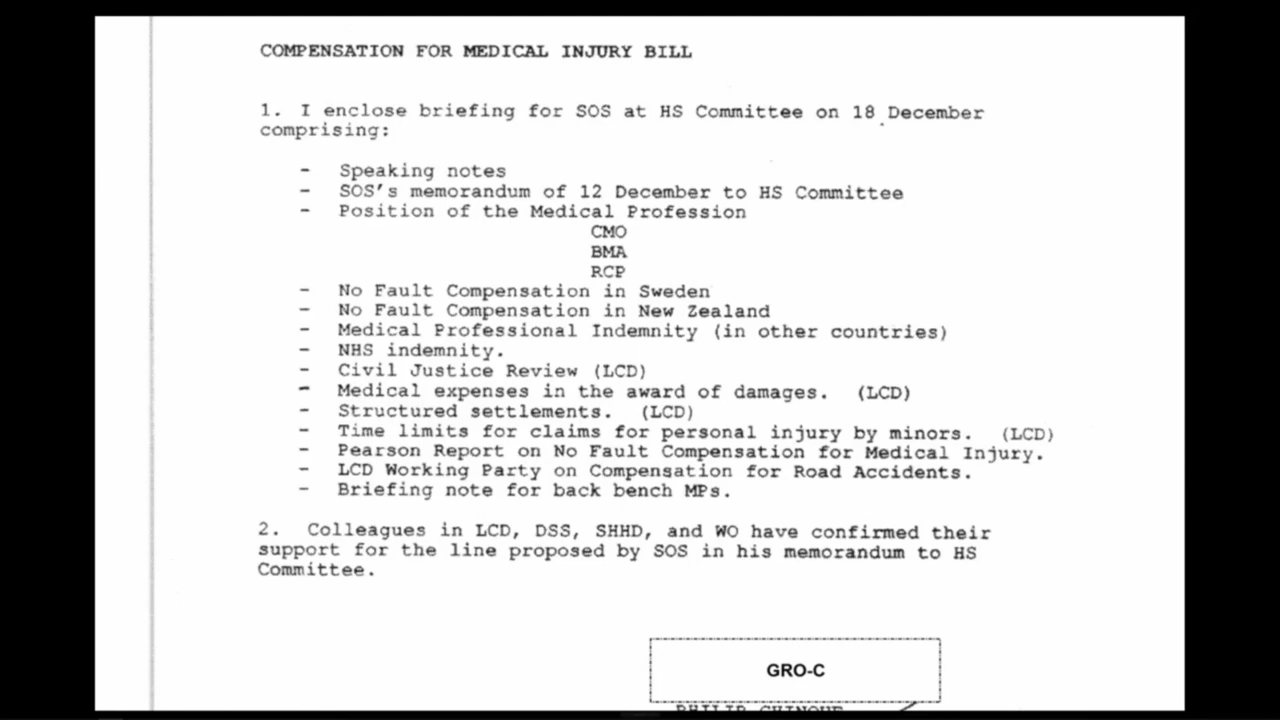 COMPENSATION FOR MEDICAL INJURY BILL
1. I enclose briefing for SOS at HS Committee on 18 December
comprising:
- Speaking notes
- SOS's memorandum of 12 December to HS Committee
- Position of the Medical Profession
CMO
BMA
RCP
- No Fault Compensation in Sweden
- No Fault Compensation in New Zealand
- Medical Professional Indemnity (in other countries)
- NHS indemnity.
- Civil Justice Review (LCD)
- Medical expenses in the award of damages. (LCD)
- Structured settlements. (LCD)
- Time limits for claims for personal injury by minors. (LCD)
- Pearson Report on No Fault Compensation for Medical Injury.
- LCD Working Party on Compensation for Road Accidents.
- Briefing note for back bench MPs.
2. Colleagues in LCD, DSS, SHHD, and WO have confirmed their
support for the line proposed by SOS in his memorandum to HS
Committee.
GRO-C